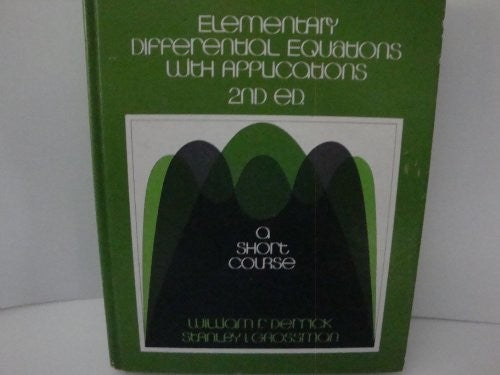 Elementary
Differential Equations
with Applications
2nd ed.
a
short
course
William R. Derrick
Stanley I. Grossman